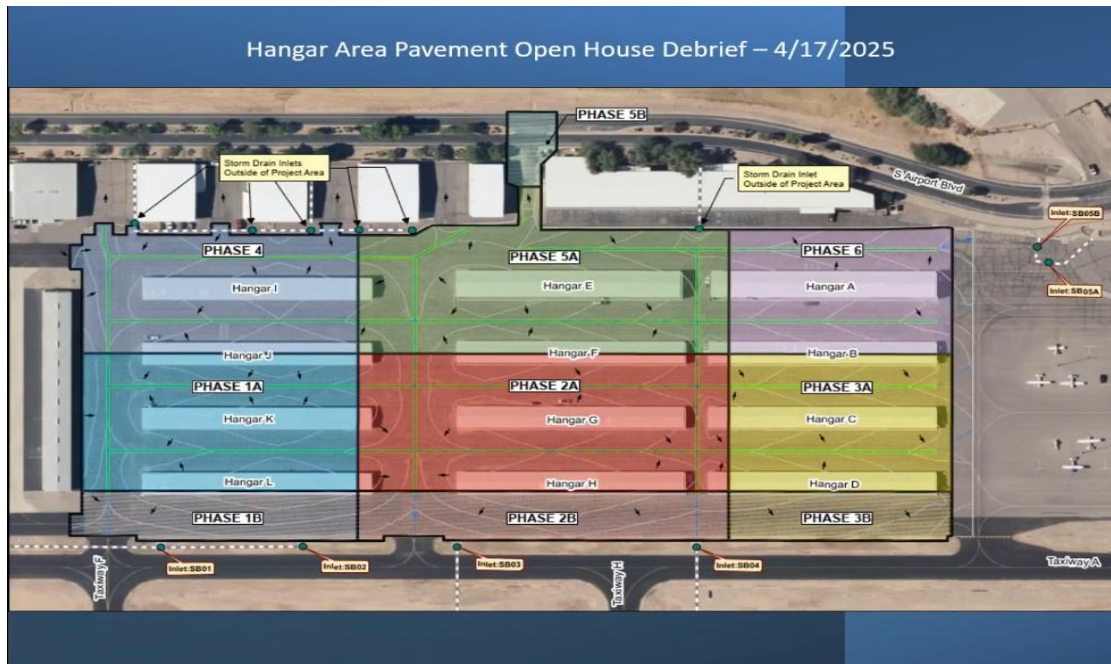 Hangar Area Pavement Open House Debrief – 4/17/2025
PHASE 5B
Storm Drain Inlets
Outside of Project Area
Storm Drain Inlet
Outside of Project Area
S Airport Blvd
Inlet:SB05B
PHASE 4
PHASE 5A
PHASE 6
Inlet:SB05A
Hangar I
Hangar E
Hangar A
Hangar J
Hangar F
Hangar B
PHASE 1A
PHASE 2A
PHASE 3A
Hangar K
Hangar G
Hangar C
Hangar L
Hangar H
Hangar D
PHASE 1B
PHASE 2B
PHASE 3B
Taxiway F
Inlet:SB01
Inlet:SB02
Inlet:SB03
Taxiway H
Inlet:SB04
Taxiway A